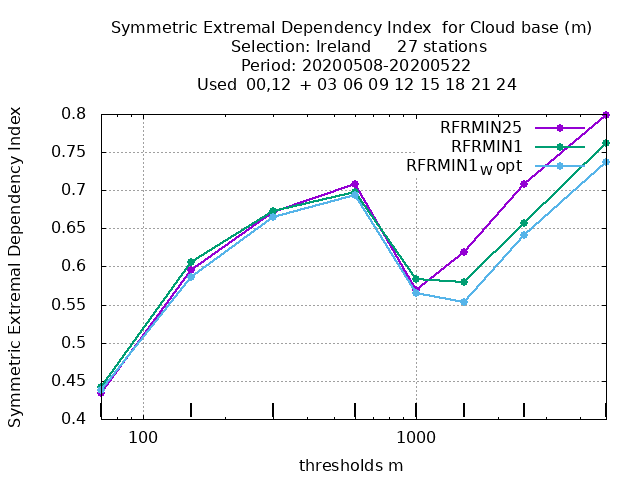 Symmetric Extremal Dependency Index for Cloud base (m)
Selection: Ireland 27 stations
Period: 20200508-20200522
Used 00,12 + 03 06 09 12 15 18 21 24
Symmetric Extremal Dependency Index
0.8
0.75
0.7
0.65
0.6
0.55
0.5
0.45
0.4
RFRMIN25
RFRMIN1
RFRMIN1w opt
100 1000
thresholds m